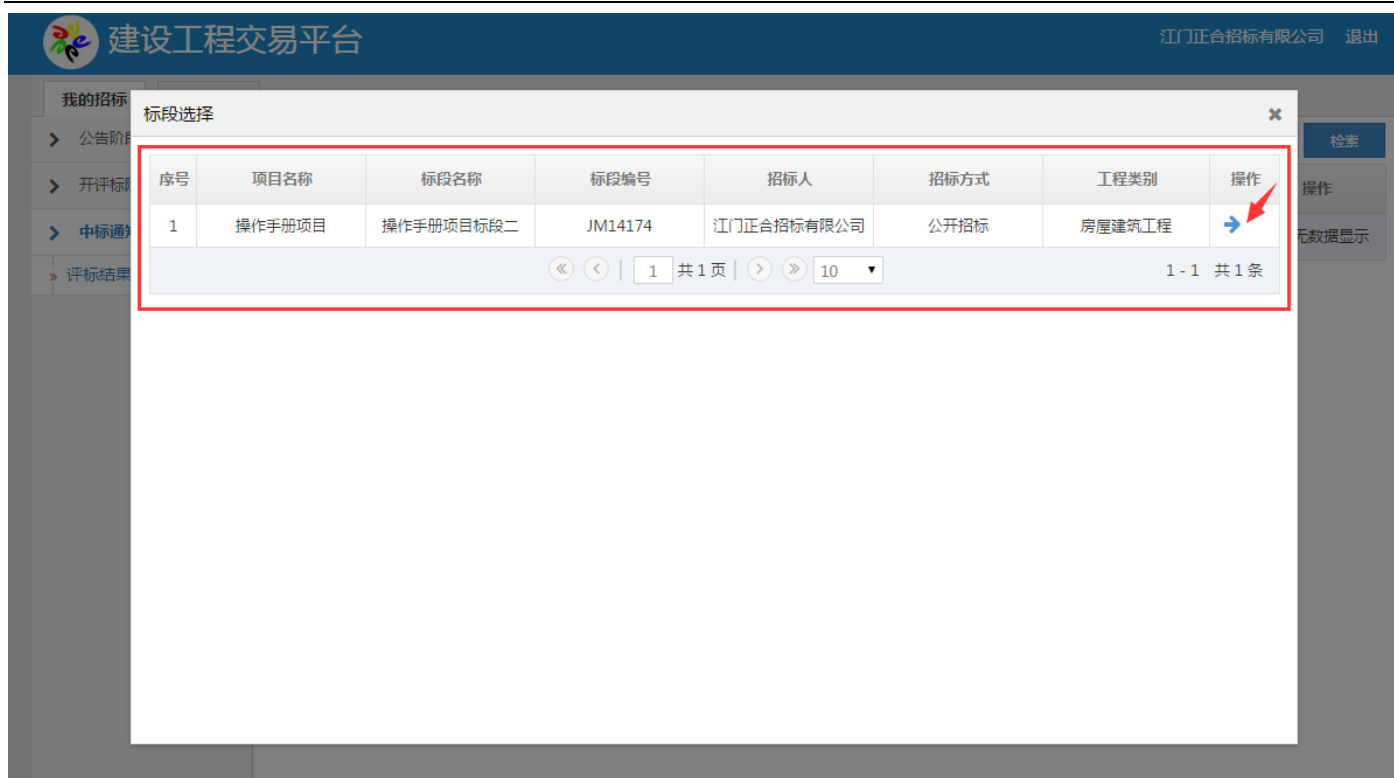 建设工程交易平台
江门正合招标有限公司 退出
我的招标
标段选择
公告阶
检索
序号 项目名称 标段名称 标段编号 招标人 招标方式 工程类别 操作
开评标
操作
1 操作手册项目 操作手册项目标段二 JM14174 江门正合招标有限公司 公开招标 房屋建筑工程
中标通
无数据显示
评标结果
1 共1页 10 1 - 1 共1条